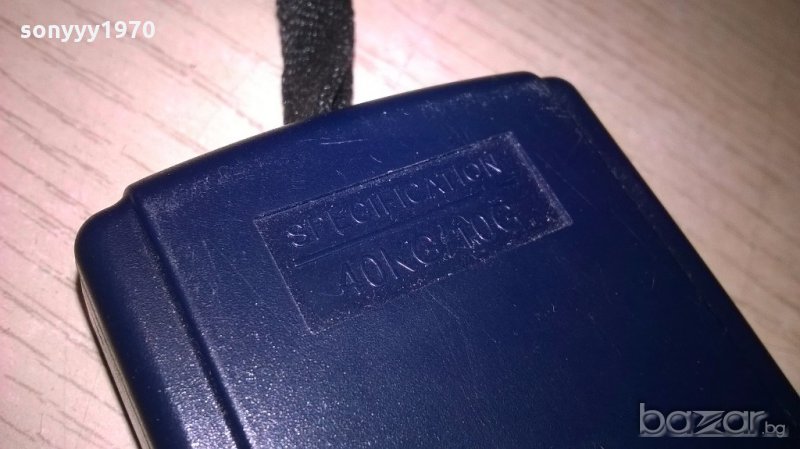 sonyyy1970
SPECIFICATION
40KG/10G
bazar.bg